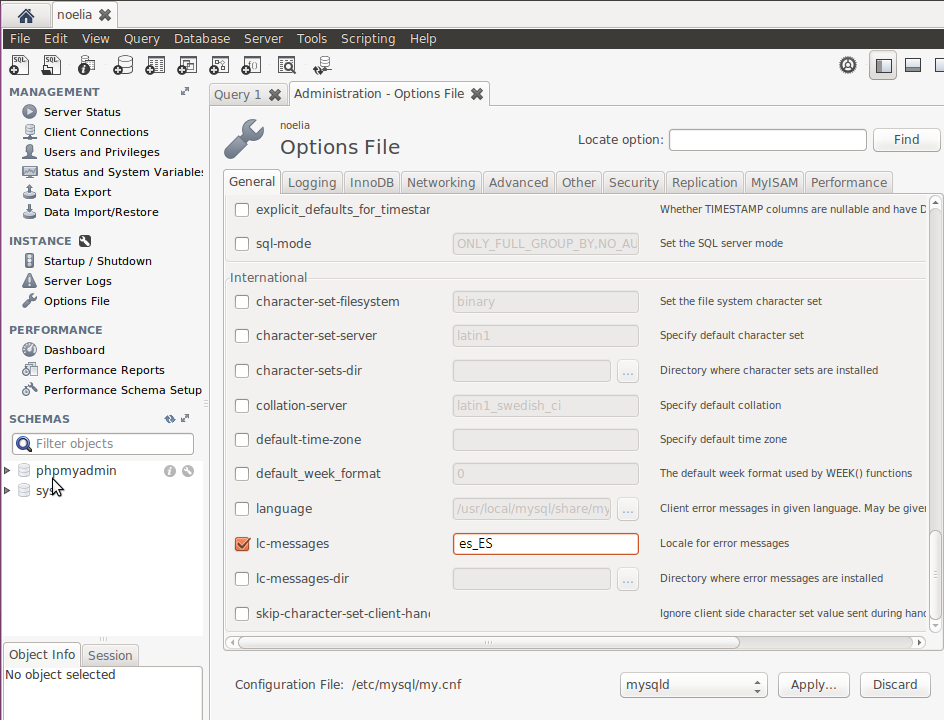 noelia
File Edit View Query Database Server Tools Scripting Help
MANAGEMENT
Server Status
Client Connections
Users and Privileges
Status and System Variables
Data Export
Data Import/Restore
INSTANCE
Startup / Shutdown
Server Logs
Options File
PERFORMANCE
Dashboard
Performance Reports
Performance Schema Setup
SCHEMAS
Filter objects
phpmyadmin
sys
Object Info Session
No object selected
Query 1 Administration - Options File
noelia
Options File
Locate option: Find
General Logging InnoDB Networking Advanced Other Security Replication MyISAM Performance
explicit_defaults_for_timestar Whether TIMESTAMP columns are nullable and have D
sql-mode ONLY_FULL_GROUP_BY,NO_AU Set the SQL server mode
International
character-set-filesystem binary Set the file system character set
character-set-server latin1 Specify default character set
character-sets-dir ... Directory where character sets are installed
collation-server latin1_swedish_ci Specify default collation
default-time-zone Specify default time zone
default_week_format 0 The default week format used by WEEK() functions
language /usr/local/mysql/share/my ... Client error messages in given language. May be given
lc-messages es_ES Locale for error messages
lc-messages-dir ... Directory where error messages are installed
skip-character-set-client-hand Ignore client side character set value sent during hand
Configuration File: /etc/mysql/my.cnf mysqld Apply... Discard